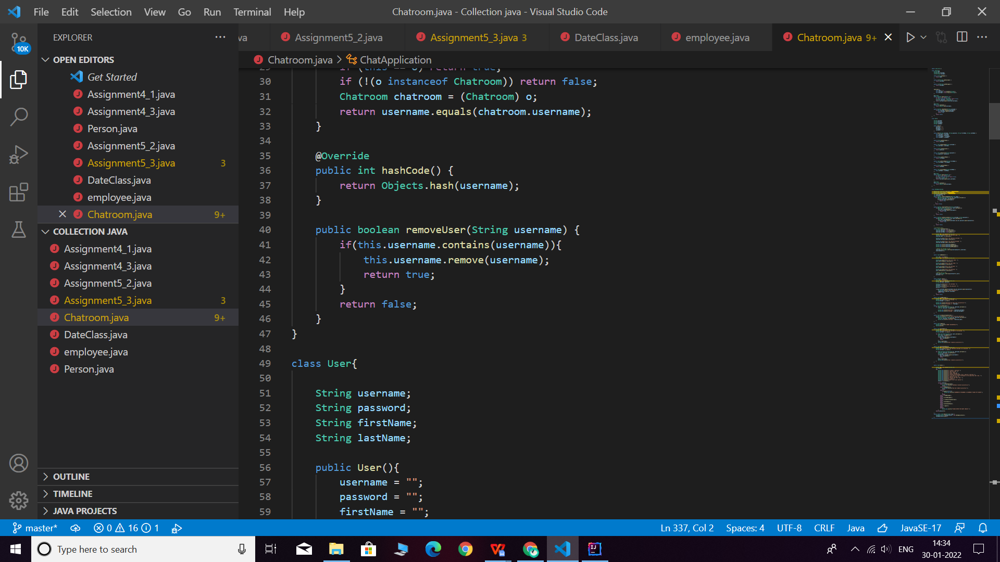 File Edit Selection View Go Run Terminal Help
Chatroom.java - Collection java - Visual Studio Code
EXPLORER
va
Assignment5_2.java
Assignment5_3.java 3
DateClass.java
employee.java
Chatroom.java 9+
10K
OPEN EDITORS
Get Started
Assignment4_1.java
Assignment4_3.java
Person.java
Assignment5_2.java
Assignment5_3.java 3
DateClass.java
employee.java
Chatroom.java 9+
COLLECTION JAVA
Assignment4_1.java
Assignment4_3.java
Assignment5_2.java
Assignment5_3.java 3
Chatroom.java 9+
DateClass.java
employee.java
Person.java
OUTLINE
TIMELINE
JAVA PROJECTS
Chatroom.java > ChatApplication
29 if (this == o) return true;
30 if (!(o instanceof Chatroom)) return false;
31 Chatroom chatroom = (Chatroom) o;
32 return username.equals(chatroom.username);
33 }
34
35 @Override
36 public int hashCode() {
37 return Objects.hash(username);
38 }
39
40 public boolean removeUser(String username) {
41 if(this.username.contains(username)){
42 this.username.remove(username);
43 return true;
44 }
45 return false;
46 }
47 }
48
49 class User{
50
51 String username;
52 String password;
53 String firstName;
54 String lastName;
55
56 public User(){
57 username = "";
58 password = "";
59 firstName = "";
master* 0 16 1
Ln 337, Col 2 Spaces: 4 UTF-8 CRLF Java JavaSE-17
Type here to search
ENG
14:34
30-01-2022